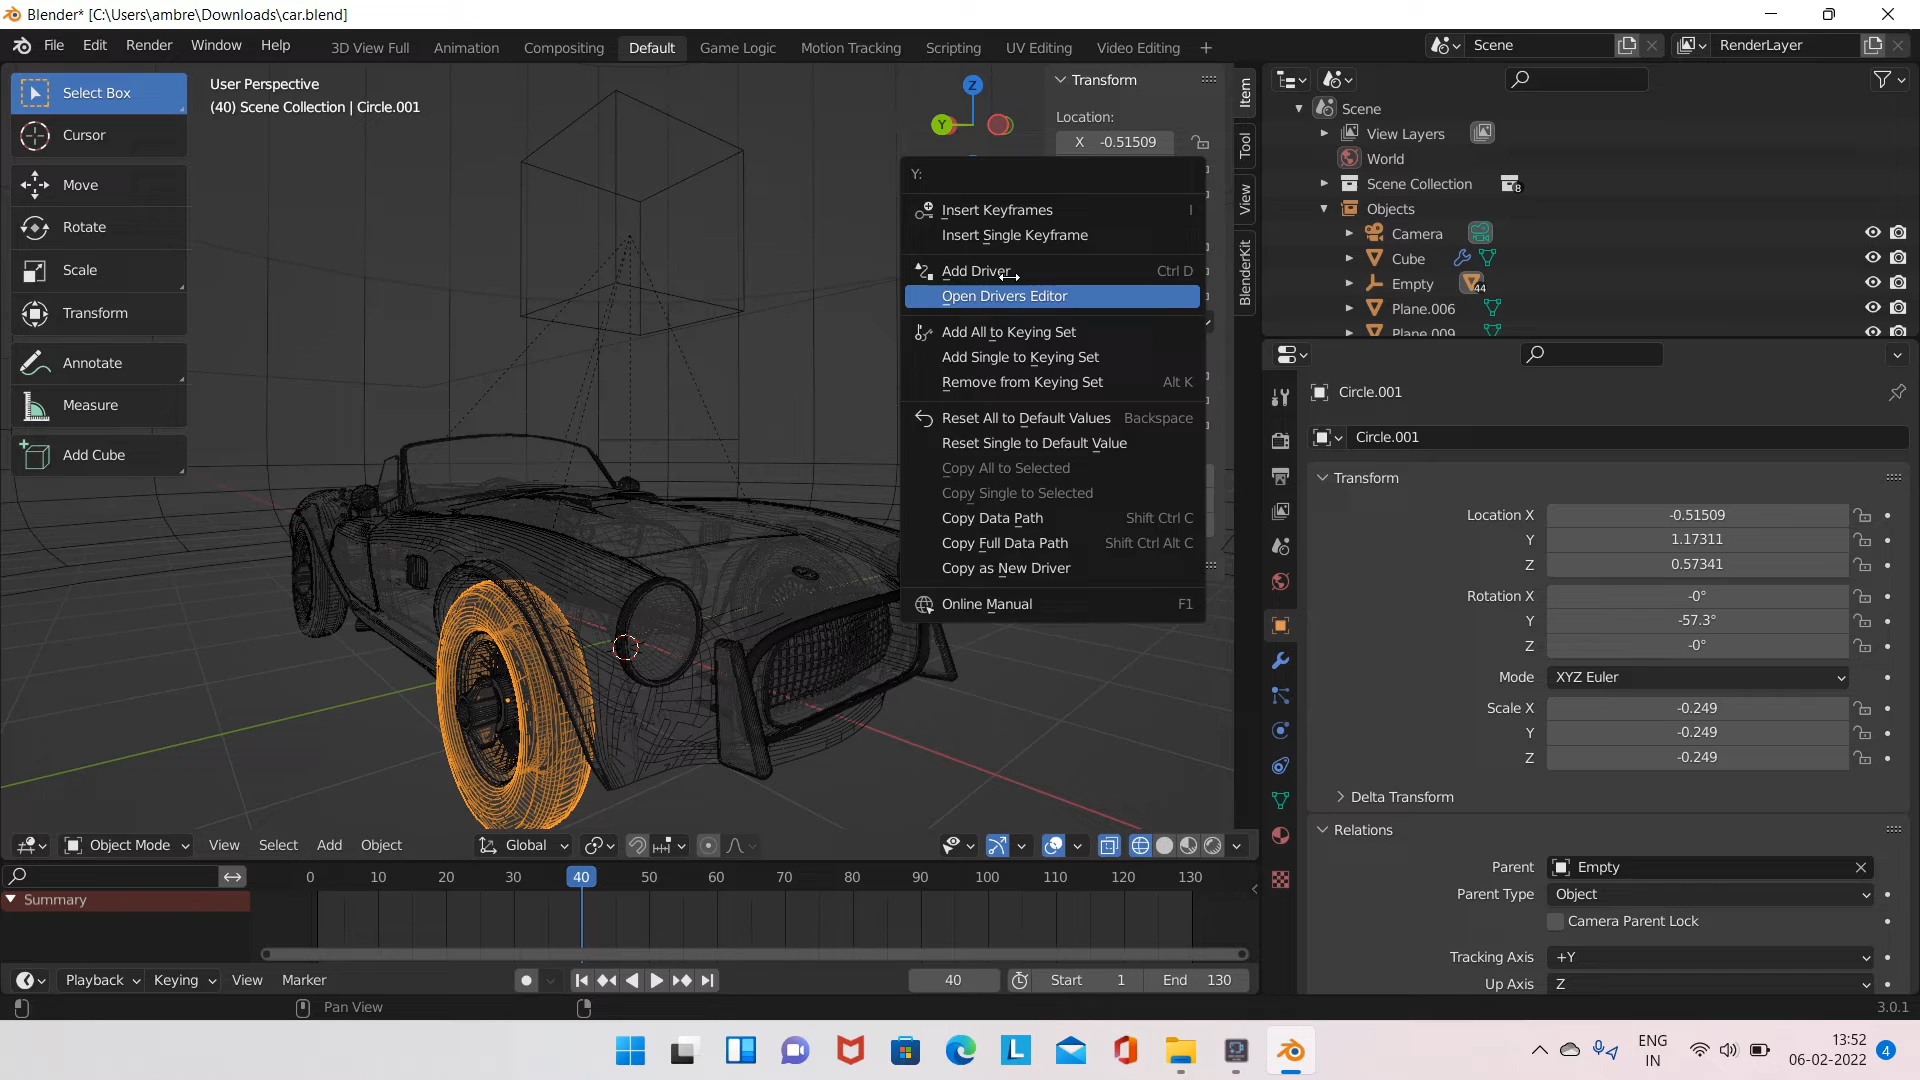 Blender* [C:\Users\ambre\Downloads\car.blend]
File Edit Render Window Help
3D View Full Animation Compositing Default Game Logic Motion Tracking Scripting UV Editing Video Editing +
Scene
RenderLayer
Select Box
Cursor
Move
Rotate
Scale
Transform
Annotate
Measure
Add Cube
User Perspective
(40) Scene Collection | Circle.001
Z
Y
Transform
Location:
X -0.51509
Item
Tool
View
BlenderKit
Y:
Insert Keyframes I
Insert Single Keyframe
Add Driver Ctrl D
Open Drivers Editor
Add All to Keying Set
Add Single to Keying Set
Remove from Keying Set Alt K
Reset All to Default Values Backspace
Reset Single to Default Value
Copy All to Selected
Copy Single to Selected
Copy Data Path Shift Ctrl C
Copy Full Data Path Shift Ctrl Alt C
Copy as New Driver
Online Manual F1
Scene
View Layers
World
Scene Collection 8
Objects
Camera
Cube
Empty 44
Plane.006
Plane.009
Circle.001
Circle.001
Transform
Location X -0.51509
Y 1.17311
Z 0.57341
Rotation X -0°
Y -57.3°
Z -0°
Mode XYZ Euler
Scale X -0.249
Y -0.249
Z -0.249
Delta Transform
Relations
Parent Empty
Parent Type Object
Camera Parent Lock
Tracking Axis +Y
Up Axis Z
Object Mode View Select Add Object Global
0 10 20 30 40 50 60 70 80 90 100 110 120 130
Summary
Playback Keying View Marker
40 Start 1 End 130
Pan View
3.0.1
ENG
IN
13:52
06-02-2022
4